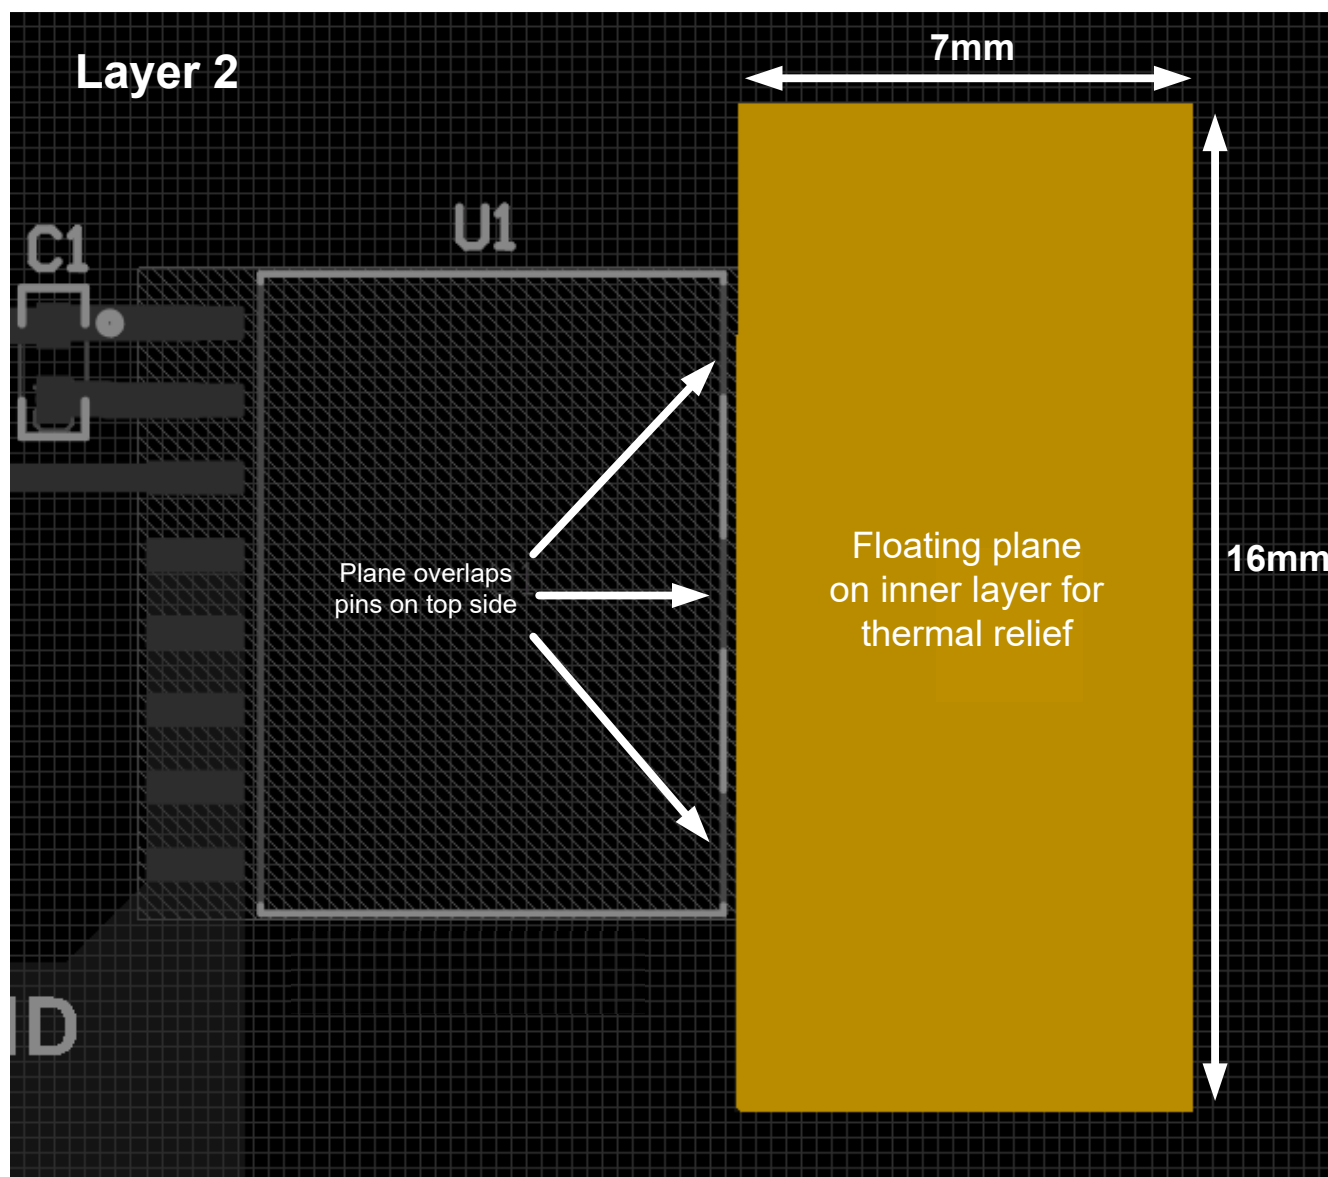 Layer 2
7mm
U1
C1
16mm
Floating plane
on inner layer for
thermal relief
Plane overlaps
pins on top side
D